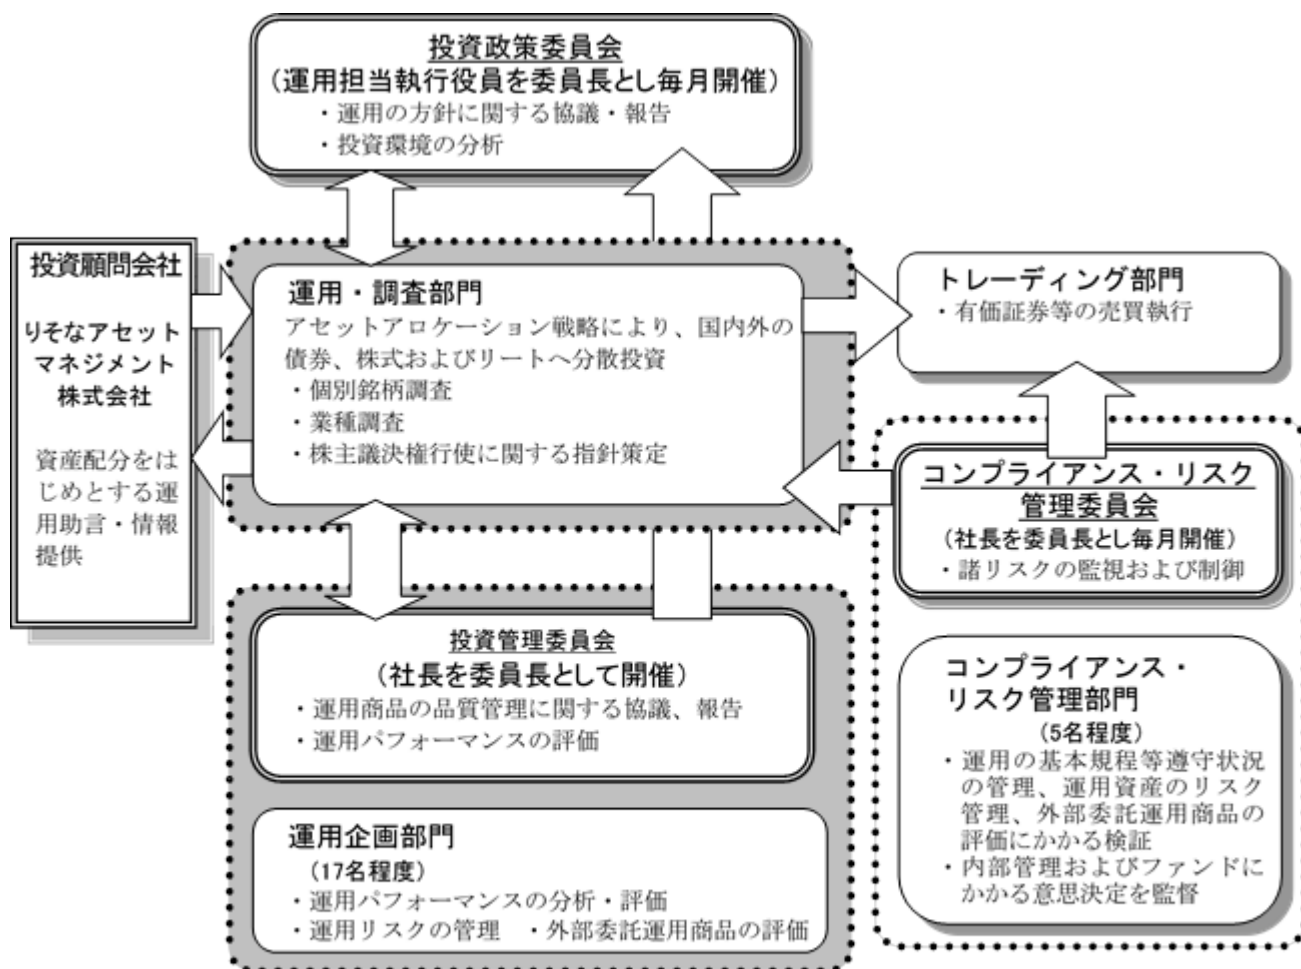 投資政策委員会
(運用担当執行役員を委員長とし毎月開催)
・運用の方針に関する協議・報告
・投資環境の分析
投資顧問会社
りそなアセット
マネジメント
株式会社
資産配分をは
じめとする運
用助言・情報
提供
運用・調査部門
アセットアロケーション戦略により、国内外の
債券、株式およびリートへ分散投資
・個別銘柄調査
・業種調査
・株主議決権行使に関する指針策定
トレーディング部門
・有価証券等の売買執行
コンプライアンス・リスク
管理委員会
(社長を委員長とし毎月開催)
・諸リスクの監視および制御
投資管理委員会
(社長を委員長として開催)
・運用商品の品質管理に関する協議、報告
・運用パフォーマンスの評価
運用企画部門
(17名程度)
・運用パフォーマンスの分析・評価
・運用リスクの管理　・外部委託運用商品の評価
コンプライアンス・
リスク管理部門
(5名程度)
・運用の基本規程等遵守状況
の管理、運用資産のリスク
管理、外部委託運用商品の
評価にかかる検証
・内部管理およびファンドに
かかる意思決定を監督